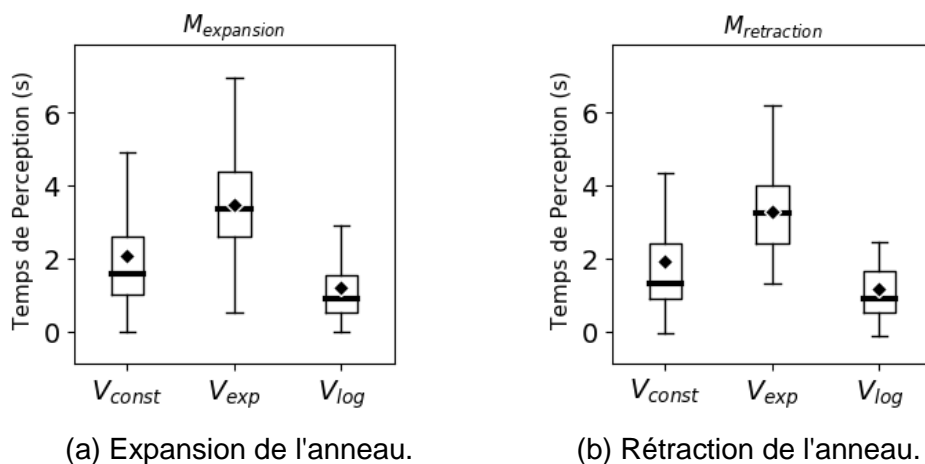 M_expansion
Temps de Perception (s)
6
4
2
0
V_const V_exp V_log
(a) Expansion de l'anneau.
M_retraction
Temps de Perception (s)
6
4
2
0
V_const V_exp V_log
(b) Rétraction de l'anneau.